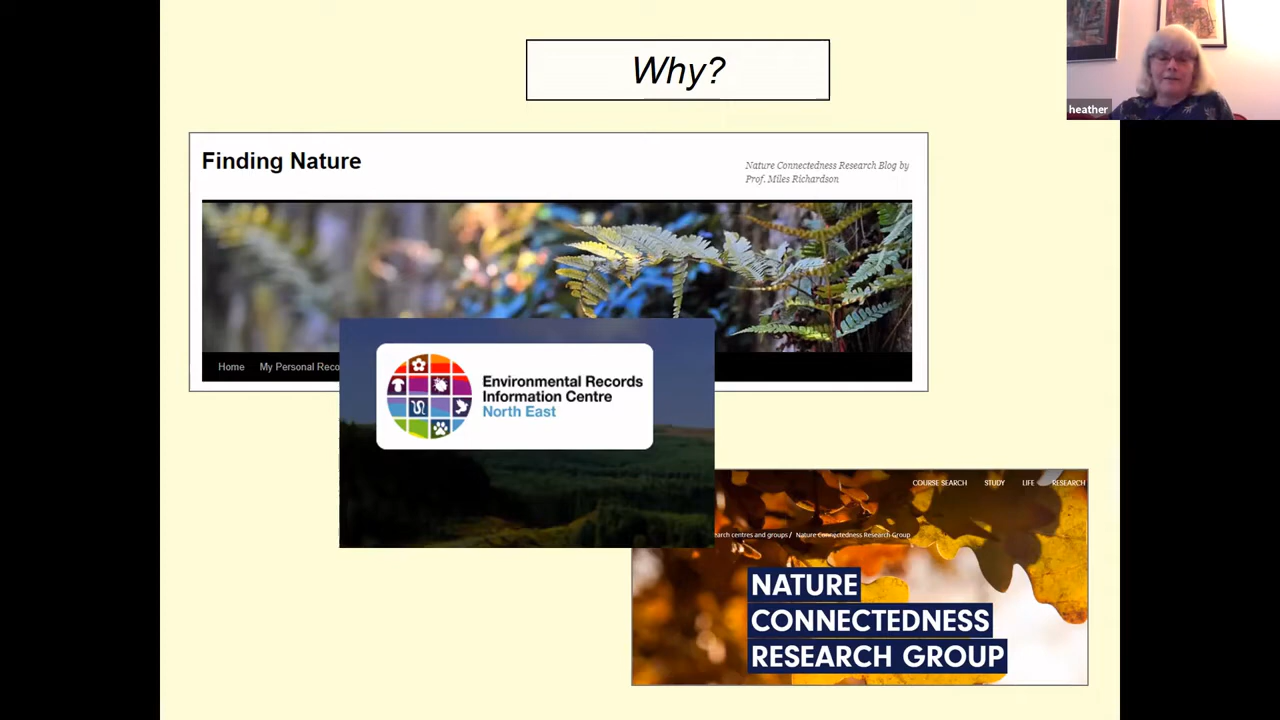 Why?
heather
Finding Nature
Nature Connectedness Research Blog by
Prof. Miles Richardson
Home My Personal Reco
Environmental Records
Information Centre
North East
COURSE SEARCH STUDY LIFE RESEARCH
arch centres and groups / Nature Connectedness Research Group
NATURE
CONNECTEDNESS
RESEARCH GROUP